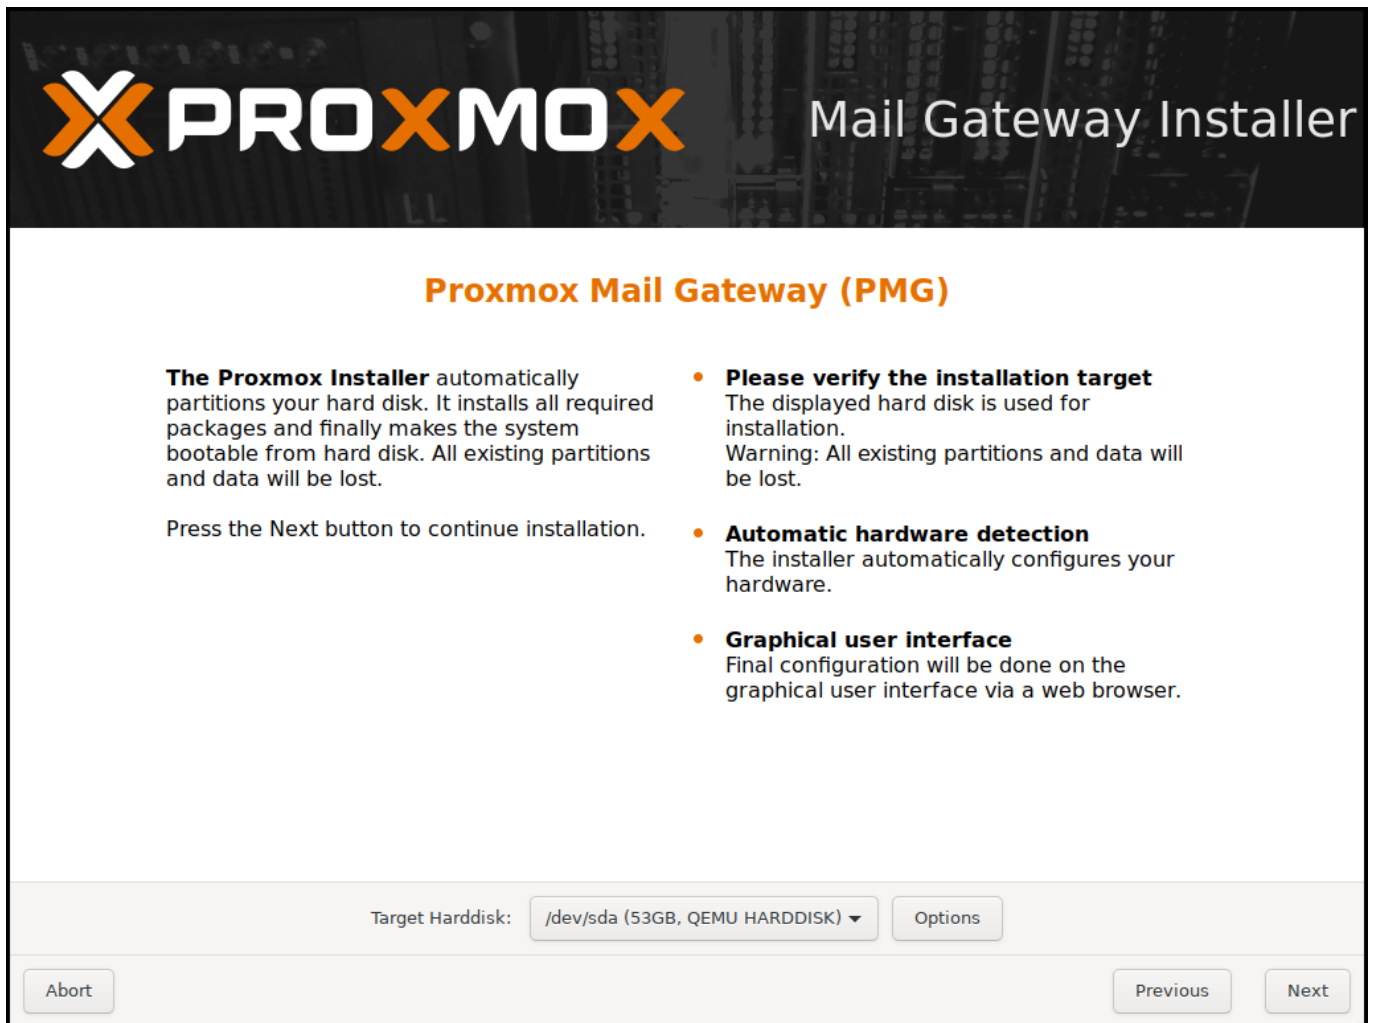 PROXMOX
Mail Gateway Installer
Proxmox Mail Gateway (PMG)
The Proxmox Installer automatically
partitions your hard disk. It installs all required
packages and finally makes the system
bootable from hard disk. All existing partitions
and data will be lost.
Press the Next button to continue installation.
Please verify the installation target
The displayed hard disk is used for
installation.
Warning: All existing partitions and data will
be lost.
Automatic hardware detection
The installer automatically configures your
hardware.
Graphical user interface
Final configuration will be done on the
graphical user interface via a web browser.
Target Harddisk: /dev/sda (53GB, QEMU HARDDISK) Options
Abort Previous Next